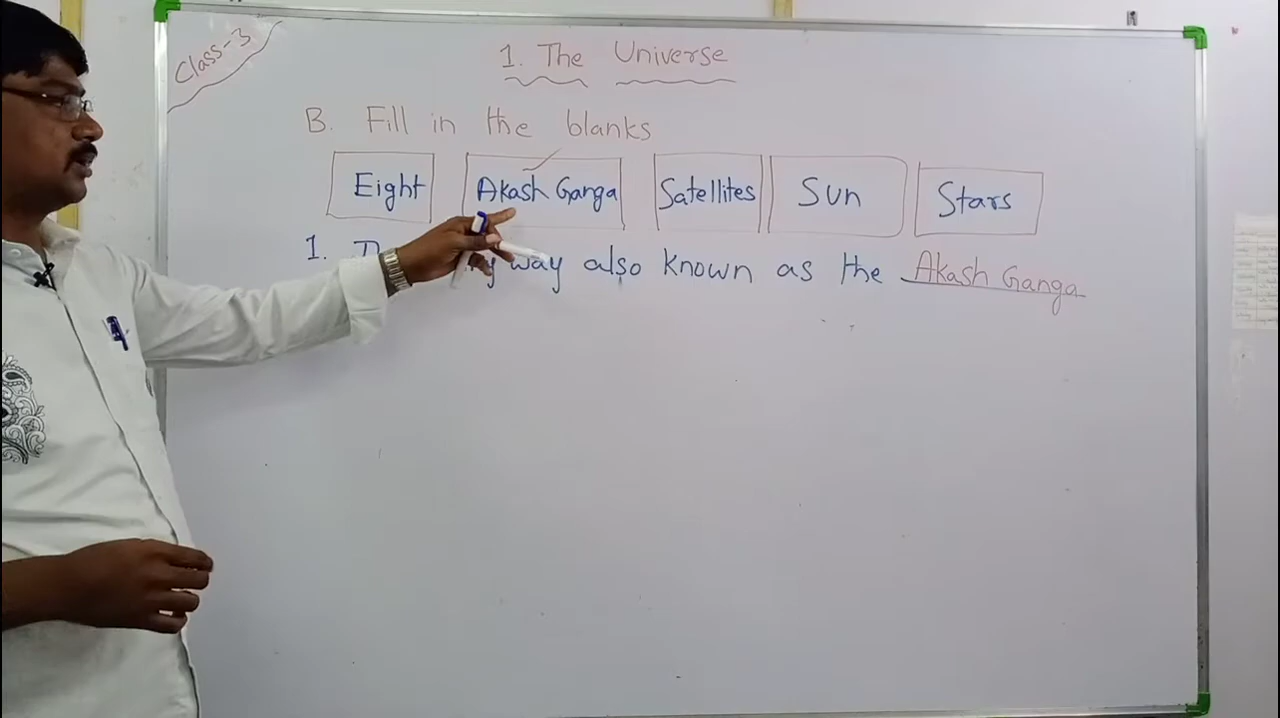 Class-3
1. The Universe
B. Fill in the blanks
Eight Akash Ganga Satellites Sun Stars
1. way also known as the Akash Ganga